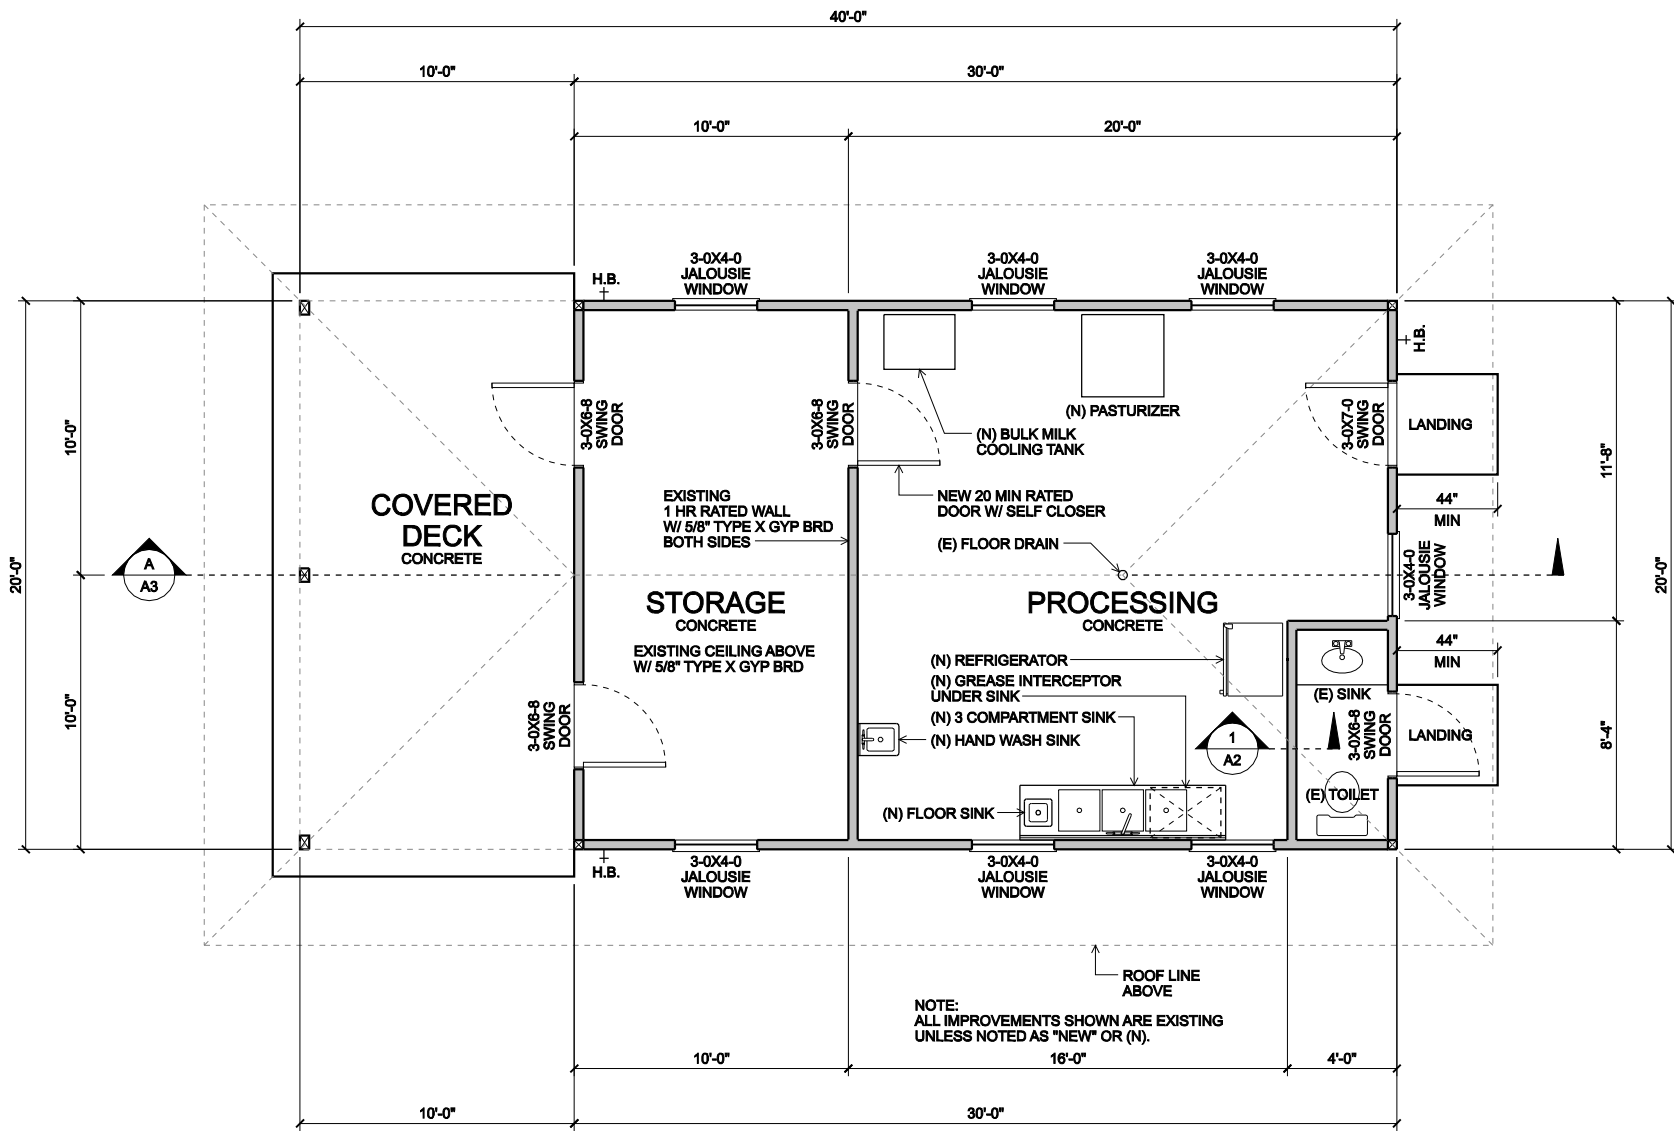 40'-0"
10'-0"
30'-0"
10'-0"
20'-0"
3-0X4-0
JALOUSIE
WINDOW
3-0X4-0
JALOUSIE
WINDOW
3-0X4-0
JALOUSIE
WINDOW
H.B.
H.B.
3-0X6-8
SWING
DOOR
3-0X6-8
SWING
DOOR
3-0X7-0
SWING
DOOR
LANDING
(N) PASTURIZER
(N) BULK MILK
COOLING TANK
10'-0"
11'-8"
COVERED
DECK
CONCRETE
EXISTING
1 HR RATED WALL
W/ 5/8" TYPE X GYP BRD
BOTH SIDES
NEW 20 MIN RATED
DOOR W/ SELF CLOSER
(E) FLOOR DRAIN
44"
MIN
20'-0"
A
A3
3-0X4-0
JALOUSIE
WINDOW
20'-0"
STORAGE
CONCRETE
EXISTING CEILING ABOVE
W/ 5/8" TYPE X GYP BRD
PROCESSING
CONCRETE
(N) REFRIGERATOR
(N) GREASE INTERCEPTOR
UNDER SINK
(N) 3 COMPARTMENT SINK
(N) HAND WASH SINK
44"
MIN
(E) SINK
10'-0"
3-0X6-8
SWING
DOOR
1
A2
3-0X6-8
SWING
DOOR
LANDING
8'-4"
(E) TOILET
(N) FLOOR SINK
H.B.
3-0X4-0
JALOUSIE
WINDOW
3-0X4-0
JALOUSIE
WINDOW
3-0X4-0
JALOUSIE
WINDOW
ROOF LINE
ABOVE
NOTE:
ALL IMPROVEMENTS SHOWN ARE EXISTING
UNLESS NOTED AS "NEW" OR (N).
10'-0"
16'-0"
4'-0"
10'-0"
30'-0"